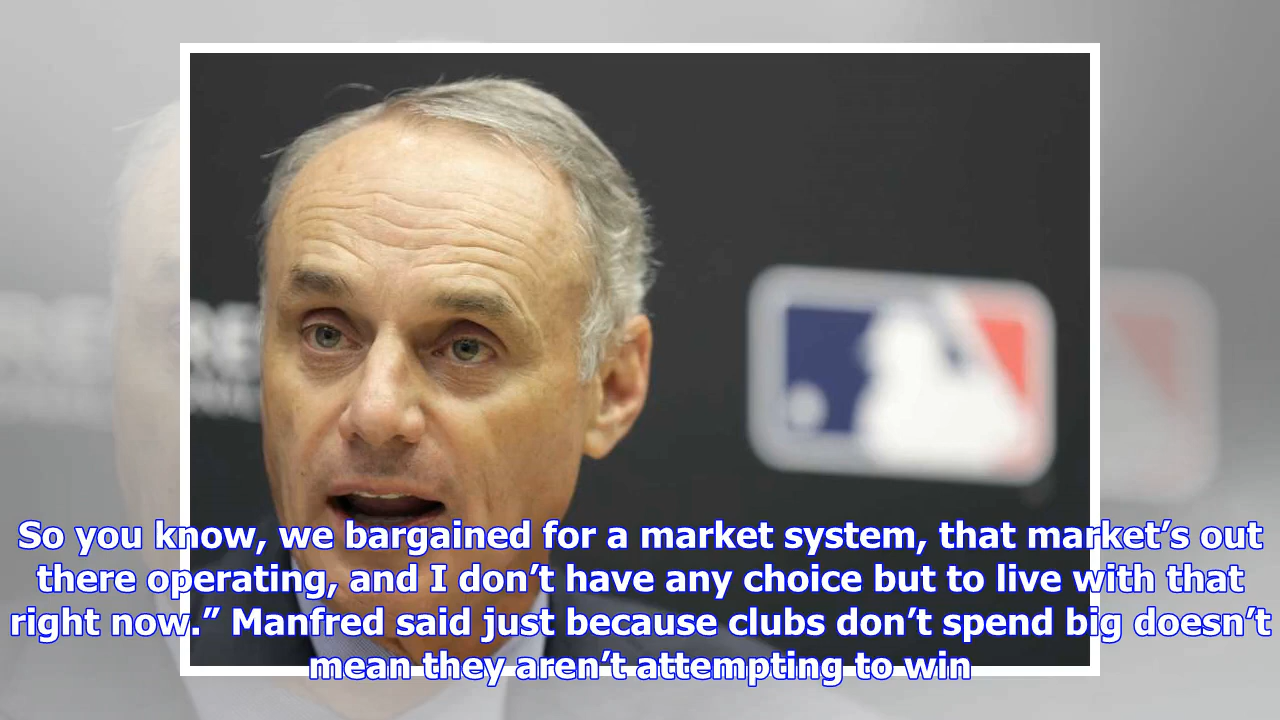 So you know, we bargained for a market system, that market’s out
there operating, and I don’t have any choice but to live with that
right now.” Manfred said just because clubs don’t spend big doesn’t
mean they aren’t attempting to win